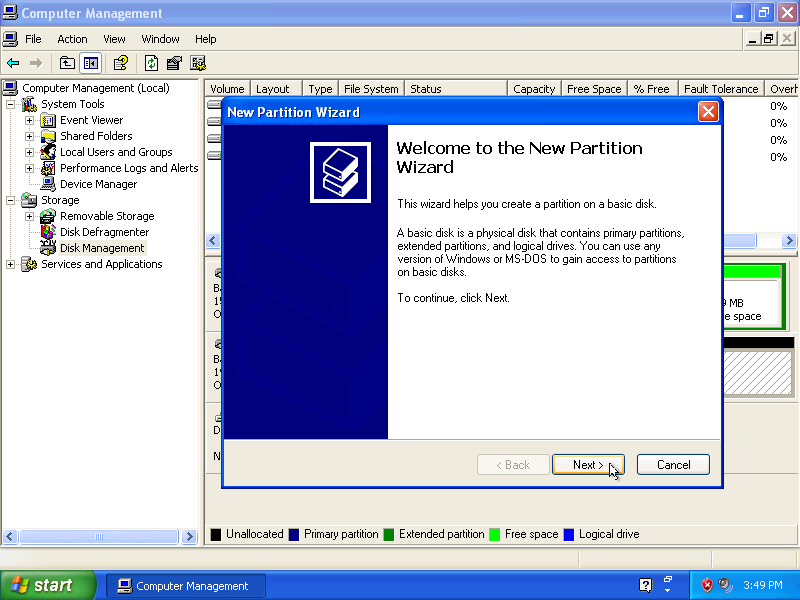 Computer Management
File Action View Window Help
Computer Management (Local)
System Tools
Event Viewer
Shared Folders
Local Users and Groups
Performance Logs and Alerts
Device Manager
Storage
Removable Storage
Disk Defragmenter
Disk Management
Services and Applications
Volume Layout Type File System Status Capacity Free Space % Free Fault Tolerance Overh
0%
0%
0%
0%
New Partition Wizard
Welcome to the New Partition
Wizard
This wizard helps you create a partition on a basic disk.
A basic disk is a physical disk that contains primary partitions,
extended partitions, and logical drives. You can use any
version of Windows or MS-DOS to gain access to partitions
on basic disks.
To continue, click Next.
< Back Next > Cancel
MB
e space
Unallocated Primary partition Extended partition Free space Logical drive
start Computer Management 3:49 PM